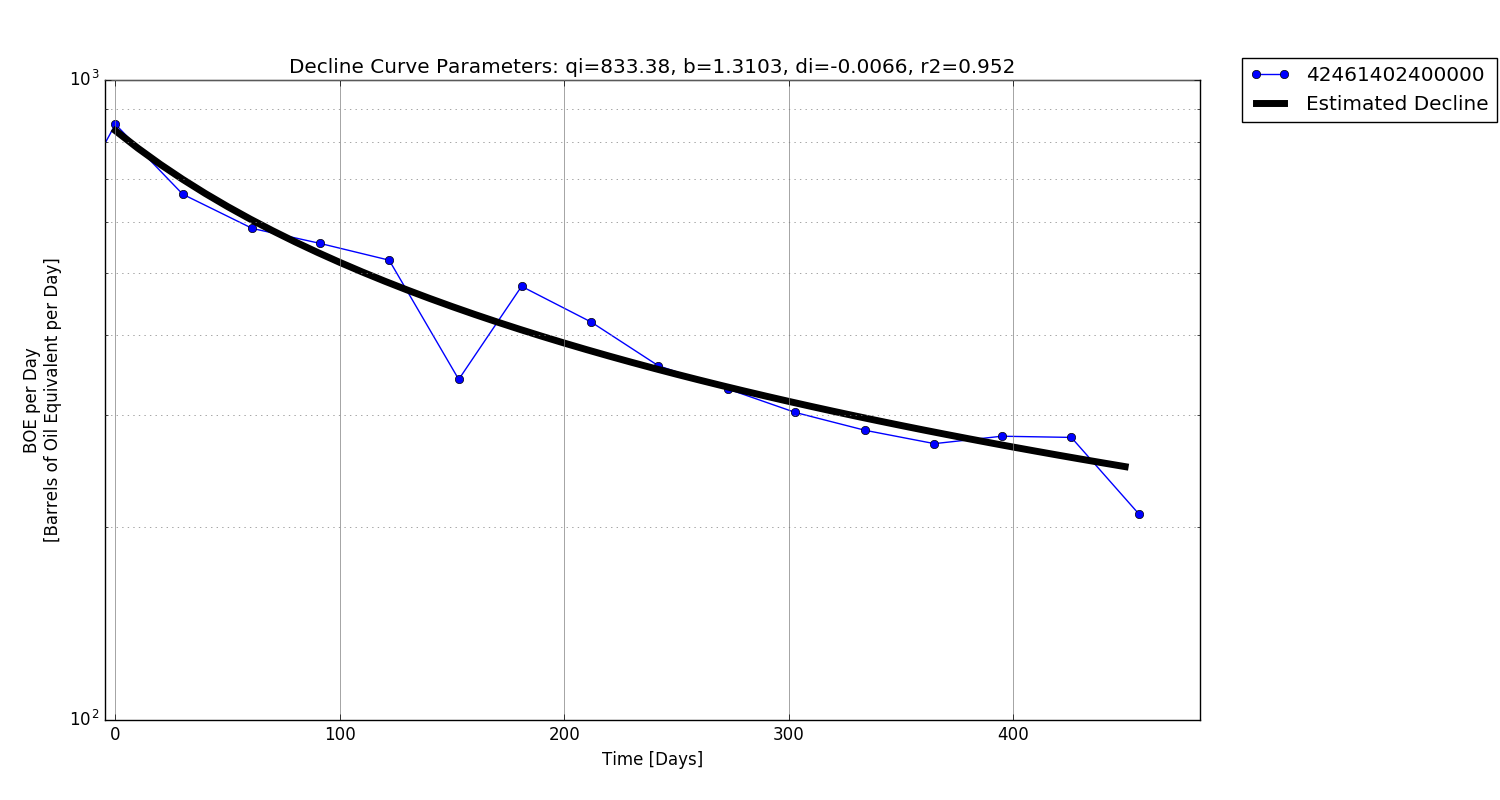 Decline Curve Parameters: qi=833.38, b=1.3103, di=-0.0066, r2=0.952
42461402400000
Estimated Decline
10^3
10^2
BOE per Day
[Barrels of Oil Equivalent per Day]
0 100 200 300 400
Time [Days]